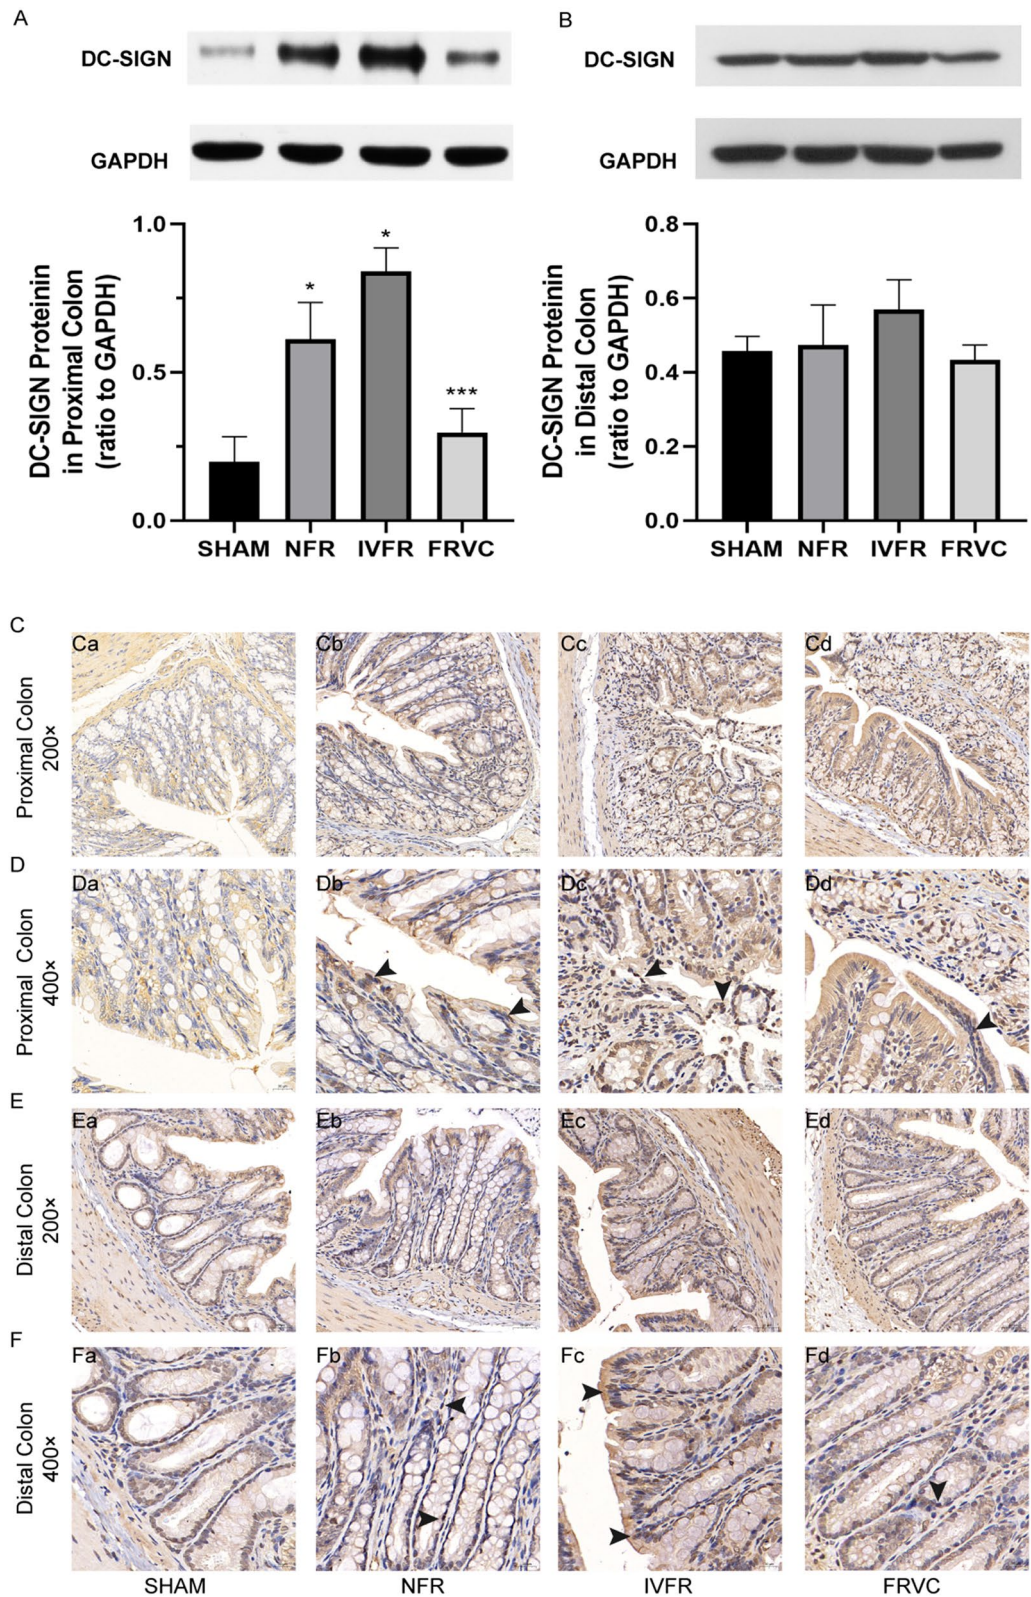 A
B
DC-SIGN
GAPDH
DC-SIGN
GAPDH
DC-SIGN Proteinin
in Proximal Colon
(ratio to GAPDH)
1.0
0.5
0.0
*
*
***
SHAM NFR IVFR FRVC
DC-SIGN Protein
in Distal Colon
(ratio to GAPDH)
0.8
0.6
0.4
0.2
0.0
SHAM NFR IVFR FRVC
C
Proximal Colon
200×
Ca
Cb
Cc
Cd
D
Proximal Colon
400×
Da
Db
Dc
Dd
E
Distal Colon
200×
Ea
Eb
Ec
Ed
F
Distal Colon
400×
Fa
Fb
Fc
Fd
SHAM
NFR
IVFR
FRVC